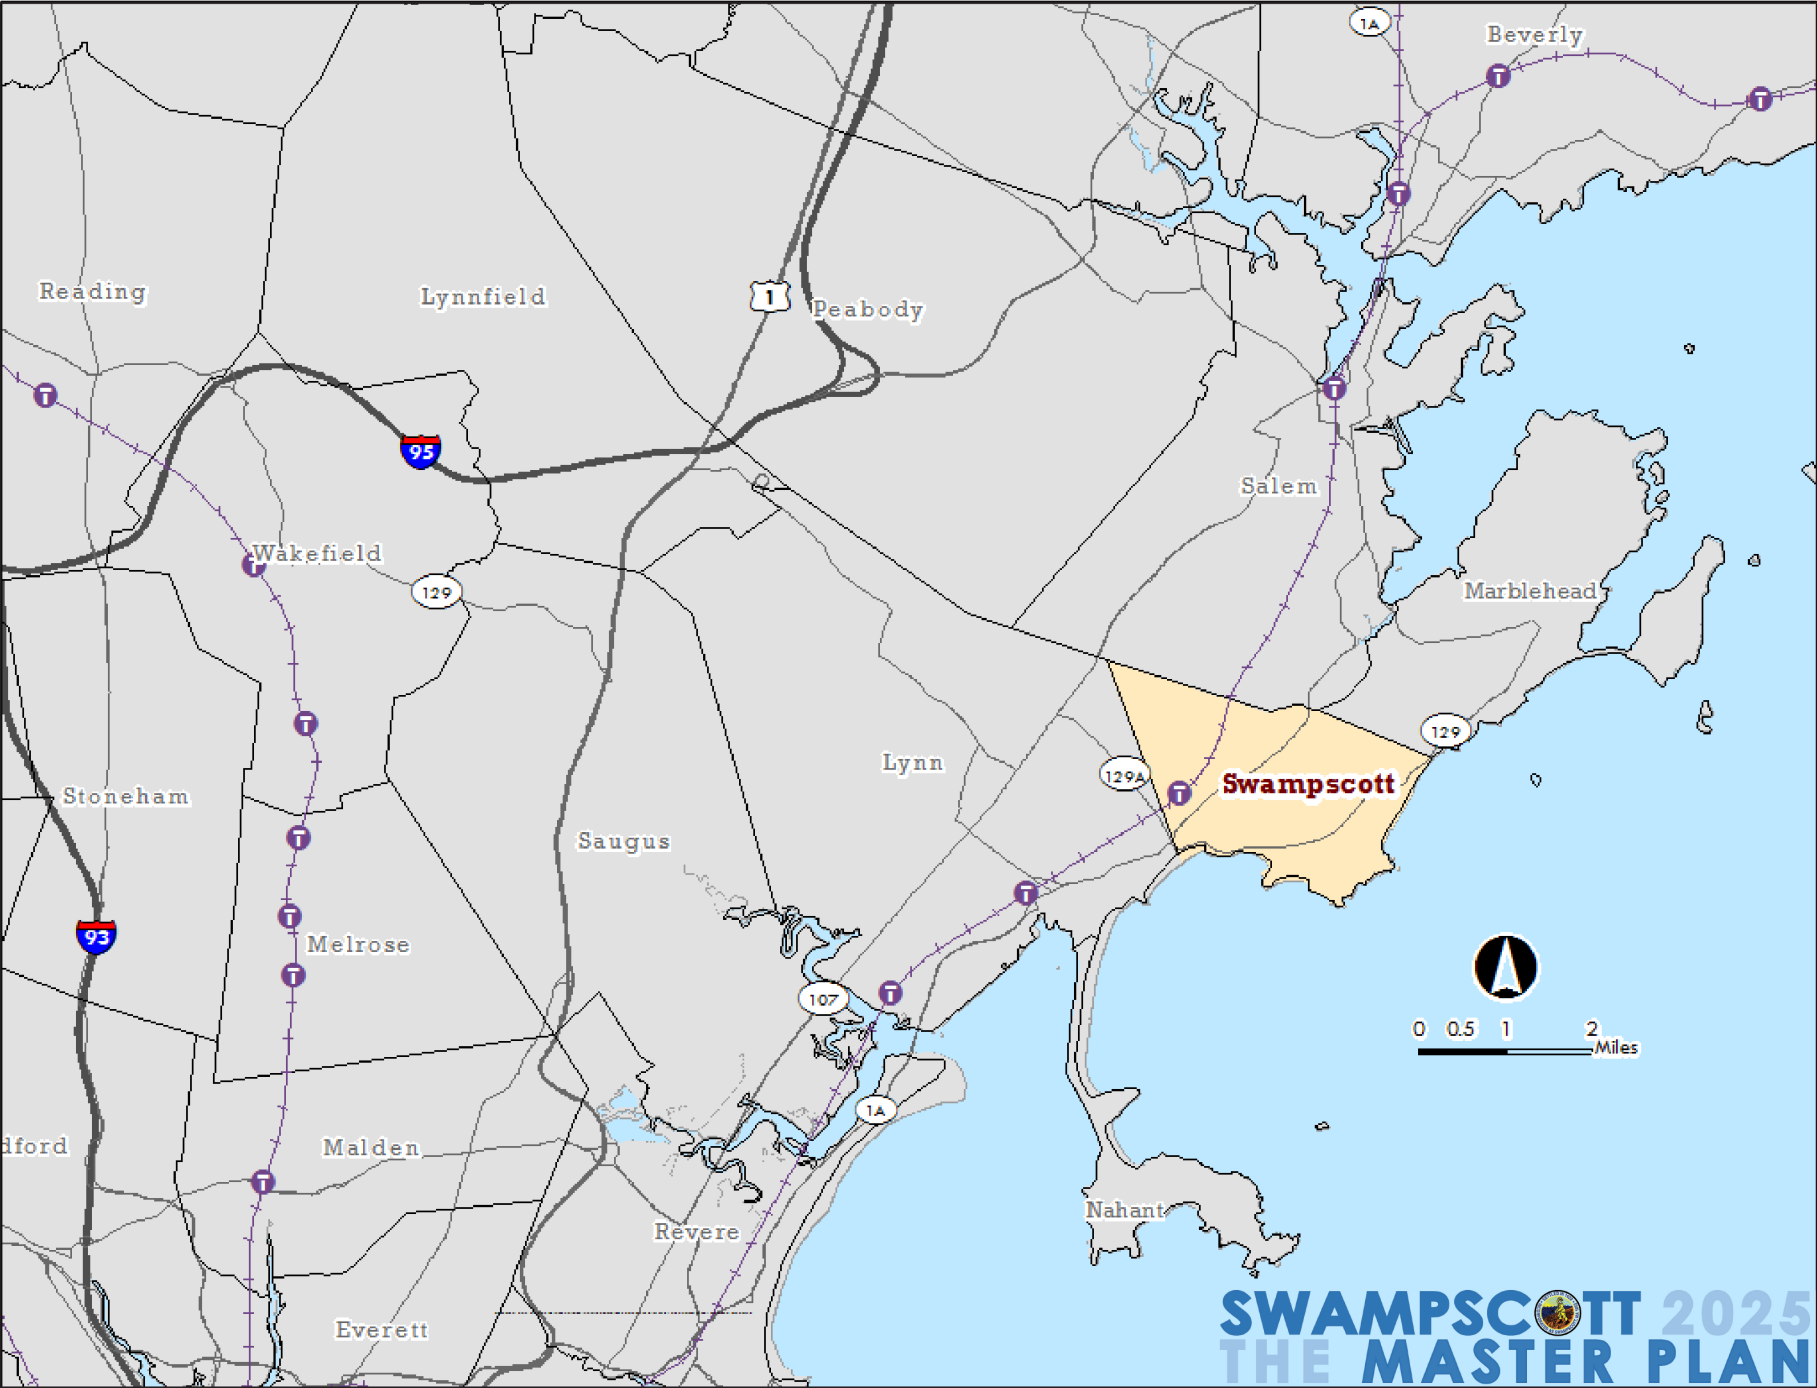 1A
Beverly
T
T
T
Reading
Lynnfield
1
Peabody
T
T
95
Salem
Wakefield
T
129
Marblehead
T
129
Lynn
129A
Swampscott
T
Stoneham
T
Saugus
T
T
93
Melrose
T
107
T
0 0.5 1 2
Miles
1A
dford
Malden
T
Nahant
Revere
Everett
SWAMPSCOTT 2025
THE MASTER PLAN